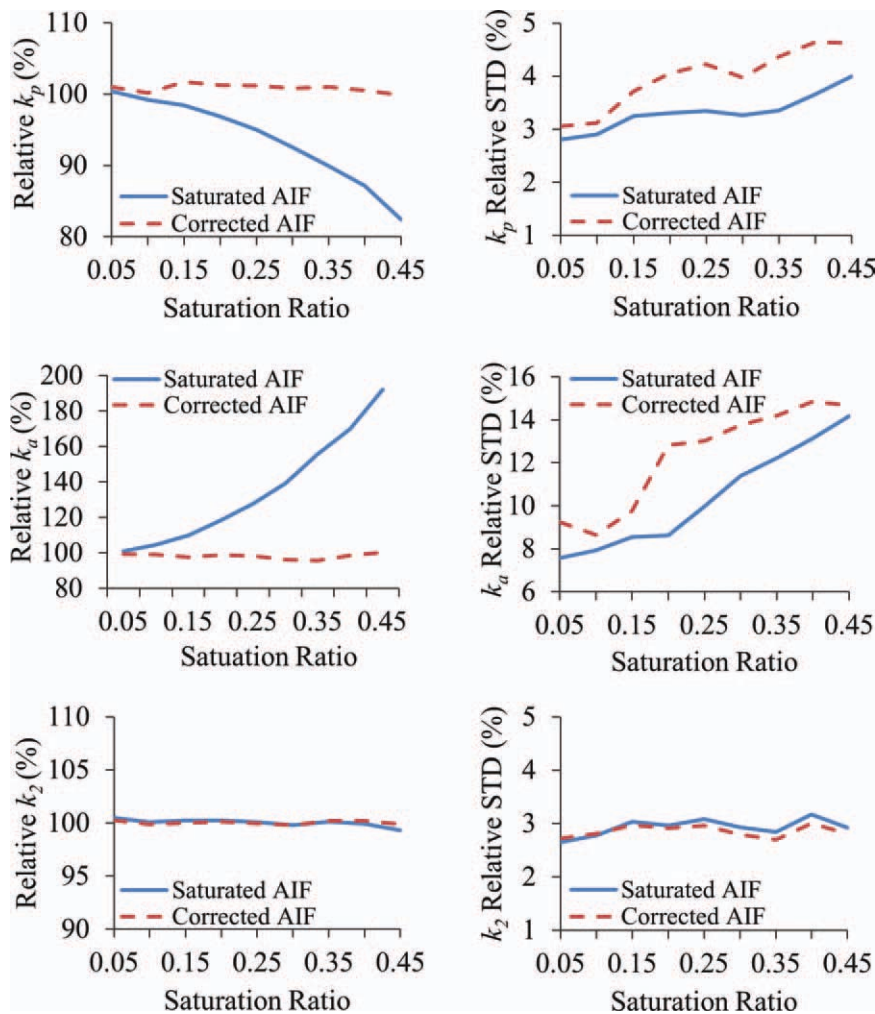 Relative kp (%)
110
100
90
80
Saturated AIF
Corrected AIF
0.05 0.15 0.25 0.35 0.45
Saturation Ratio
kp Relative STD (%)
5
4
3
2
1
Saturated AIF
Corrected AIF
0.05 0.15 0.25 0.35 0.45
Saturation Ratio
Relative ka (%)
200
180
160
140
120
100
80
Saturated AIF
Corrected AIF
0.05 0.15 0.25 0.35 0.45
Satuation Ratio
ka Relative STD (%)
16
14
12
10
8
6
Saturated AIF
Corrected AIF
0.05 0.15 0.25 0.35 0.45
Saturation Ratio
Relative k2 (%)
110
105
100
95
90
Saturated AIF
Corrected AIF
0.05 0.15 0.25 0.35 0.45
Saturation Ratio
k2 Relative STD (%)
5
4
3
2
1
Saturated AIF
Corrected AIF
0.05 0.15 0.25 0.35 0.45
Saturation Ratio